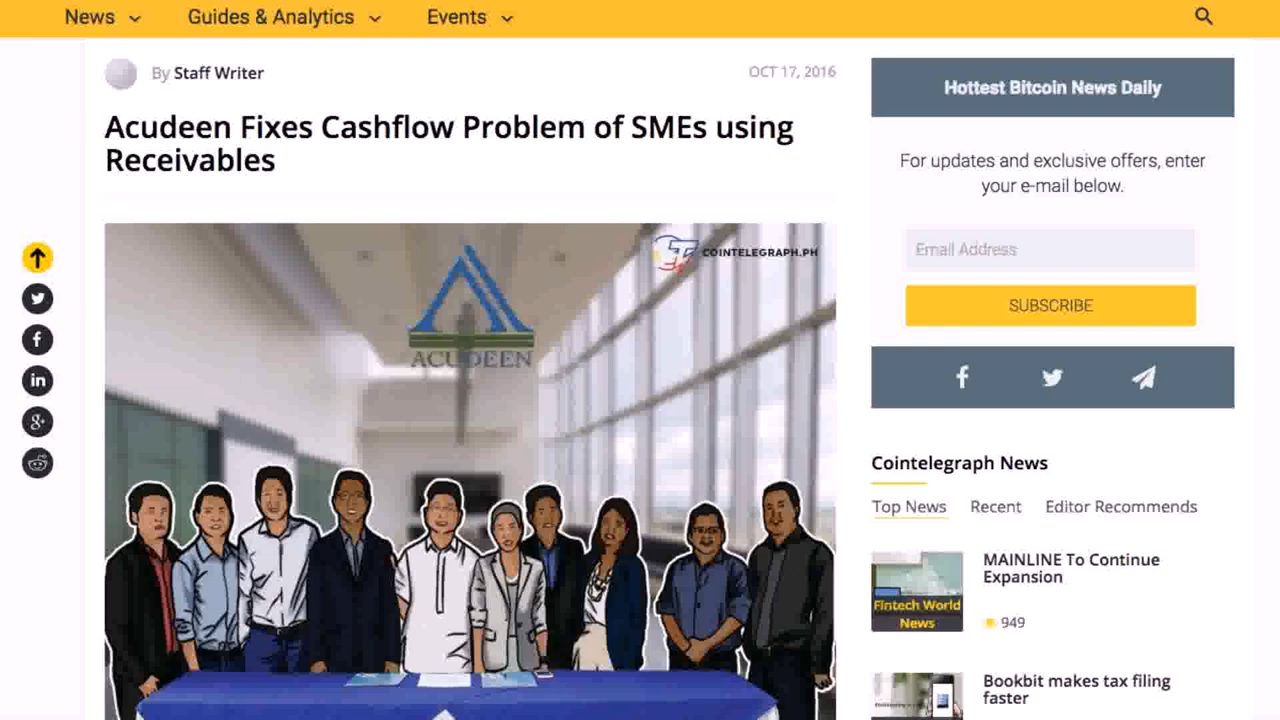 News
Guides & Analytics
Events
By Staff Writer
OCT 17, 2016
Acudeen Fixes Cashflow Problem of SMEs using
Receivables
COINTELEGRAPH.PH
ACUDEEN
Hottest Bitcoin News Daily
For updates and exclusive offers, enter
your e-mail below.
Email Address
SUBSCRIBE
Cointelegraph News
Top News
Recent
Editor Recommends
Fintech World
News
MAINLINE To Continue
Expansion
949
Bookbit makes tax filing
faster